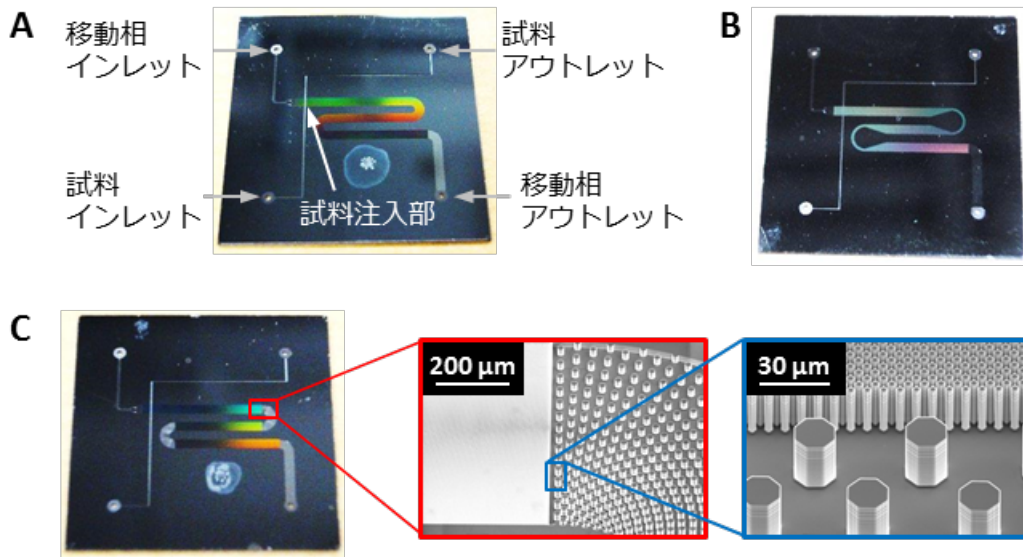 A
移動相
インレット
試料
アウトレット
試料
インレット
試料注入部
移動相
アウトレット
B
C
200 μm
30 μm